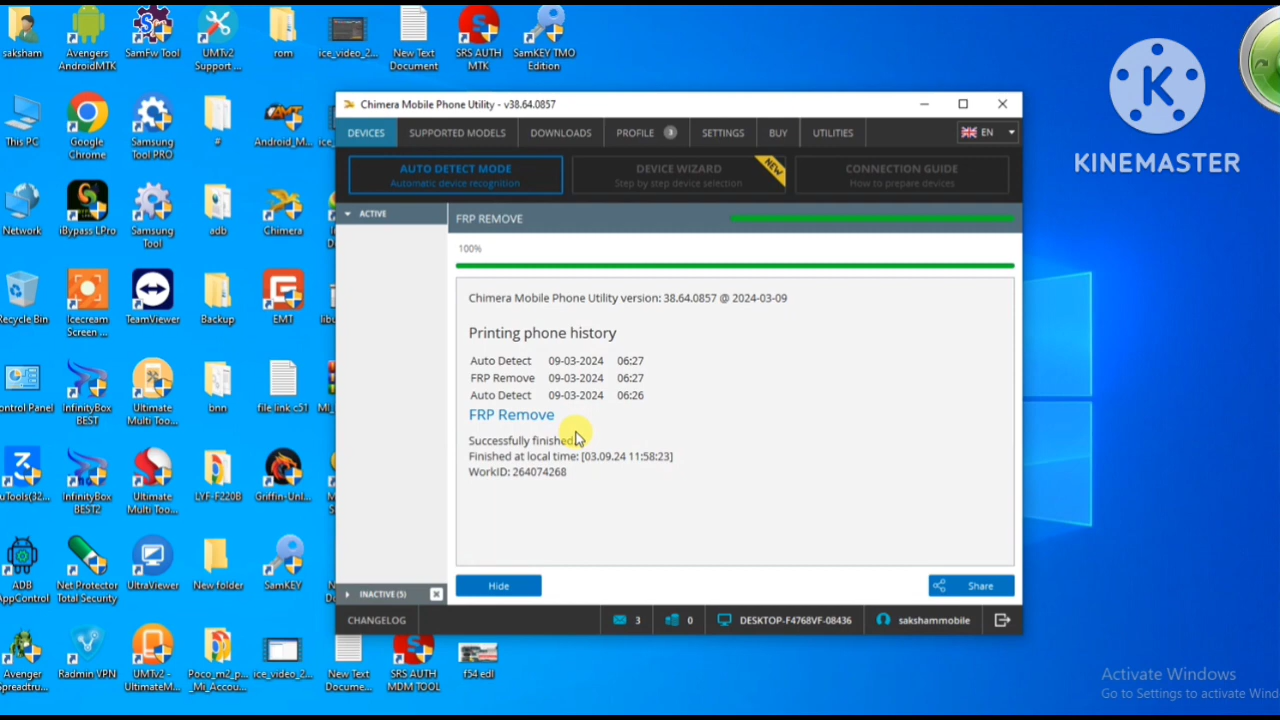 saksham
Avengers AndroidMTK
SamFw Tool
UMTv2 Support ...
rom
ice_video_2...
New Text Document
SRS AUTH MTK
SamKEY TMO Edition
This PC
Google Chrome
Samsung Tool PRO
#
Android_M...
Network
iBypass LPro
Samsung Tool
adb
Chimera
Recycle Bin
Icecream Screen ...
TeamViewer
Backup
EMT
Control Panel
InfinityBox BEST
Ultimate Multi Too...
bnn
file link c51
InfinityBox BEST2
Ultimate Multi Too...
LYF-F220B
Griffin-Unl...
ADB AppControl
Net Protector Total Security
UltraViewer
New folder
SamKEY
Avenger Spreadtru...
Radmin VPN
UMTv2 - UltimateM...
Poco_m2_p... _Mi_Accou...
ice_video_2...
New Text Docume...
SRS AUTH MDM TOOL
f54 edl
Chimera Mobile Phone Utility - v38.64.0857
DEVICES SUPPORTED MODELS DOWNLOADS PROFILE 3 SETTINGS BUY UTILITIES EN
AUTO DETECT MODE
Automatic device recognition
DEVICE WIZARD
Step by step device selection
NEW
CONNECTION GUIDE
How to prepare devices
ACTIVE
FRP REMOVE
100%
Chimera Mobile Phone Utility version: 38.64.0857 @ 2024-03-09
Printing phone history
Auto Detect 09-03-2024 06:27
FRP Remove 09-03-2024 06:27
Auto Detect 09-03-2024 06:26
FRP Remove
Successfully finished.
Finished at local time: [03.09.24 11:58:23]
WorkID: 264074268
Hide
Share
INACTIVE (5)
CHANGELOG
3 0 DESKTOP-F4768VF-08436 sakshammobile
K
KINEMASTER
Activate Windows
Go to Settings to activate Wind